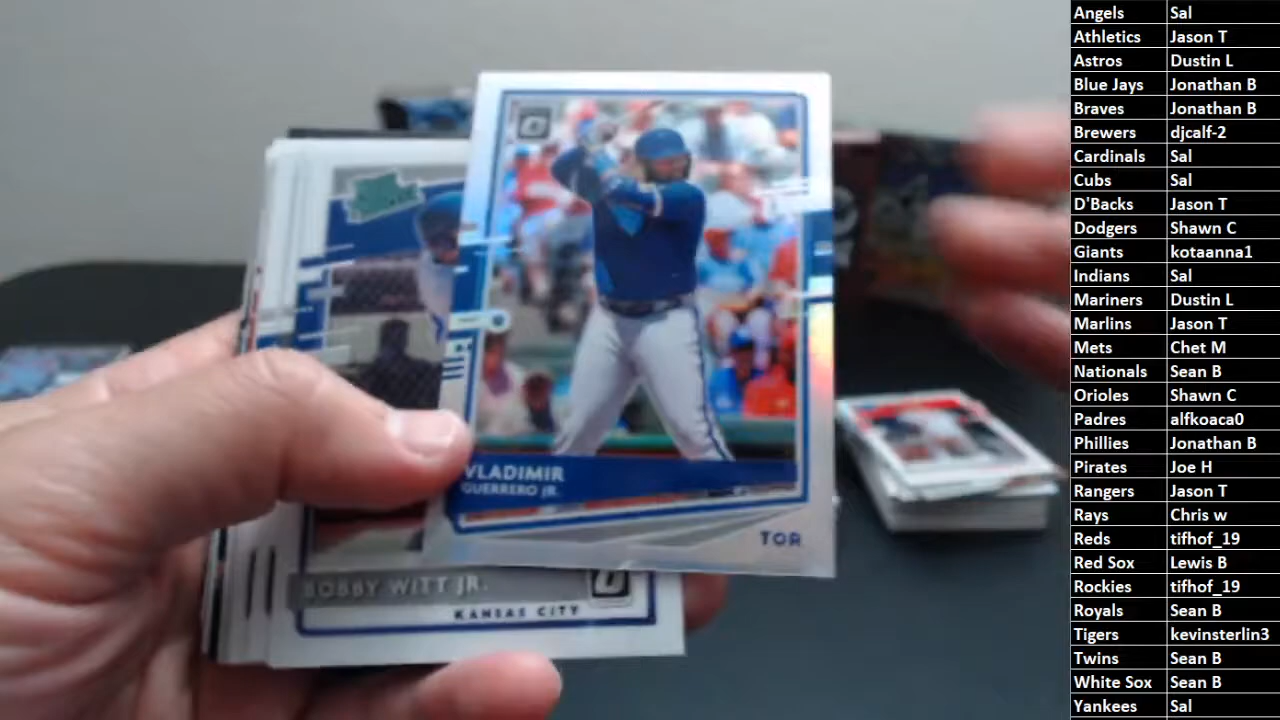 VLADIMIR
GUERRERO JR.
TOR
BOBBY WITT JR.
KANSAS CITY
Angels Sal
Athletics Jason T
Astros Dustin L
Blue Jays Jonathan B
Braves Jonathan B
Brewers djcalf-2
Cardinals Sal
Cubs Sal
D'Backs Jason T
Dodgers Shawn C
Giants kotaanna1
Indians Sal
Mariners Dustin L
Marlins Jason T
Mets Chet M
Nationals Sean B
Orioles Shawn C
Padres alfkoaca0
Phillies Jonathan B
Pirates Joe H
Rangers Jason T
Rays Chris w
Reds tifhof_19
Red Sox Lewis B
Rockies tifhof_19
Royals Sean B
Tigers kevinsterlin3
Twins Sean B
White Sox Sean B
Yankees Sal